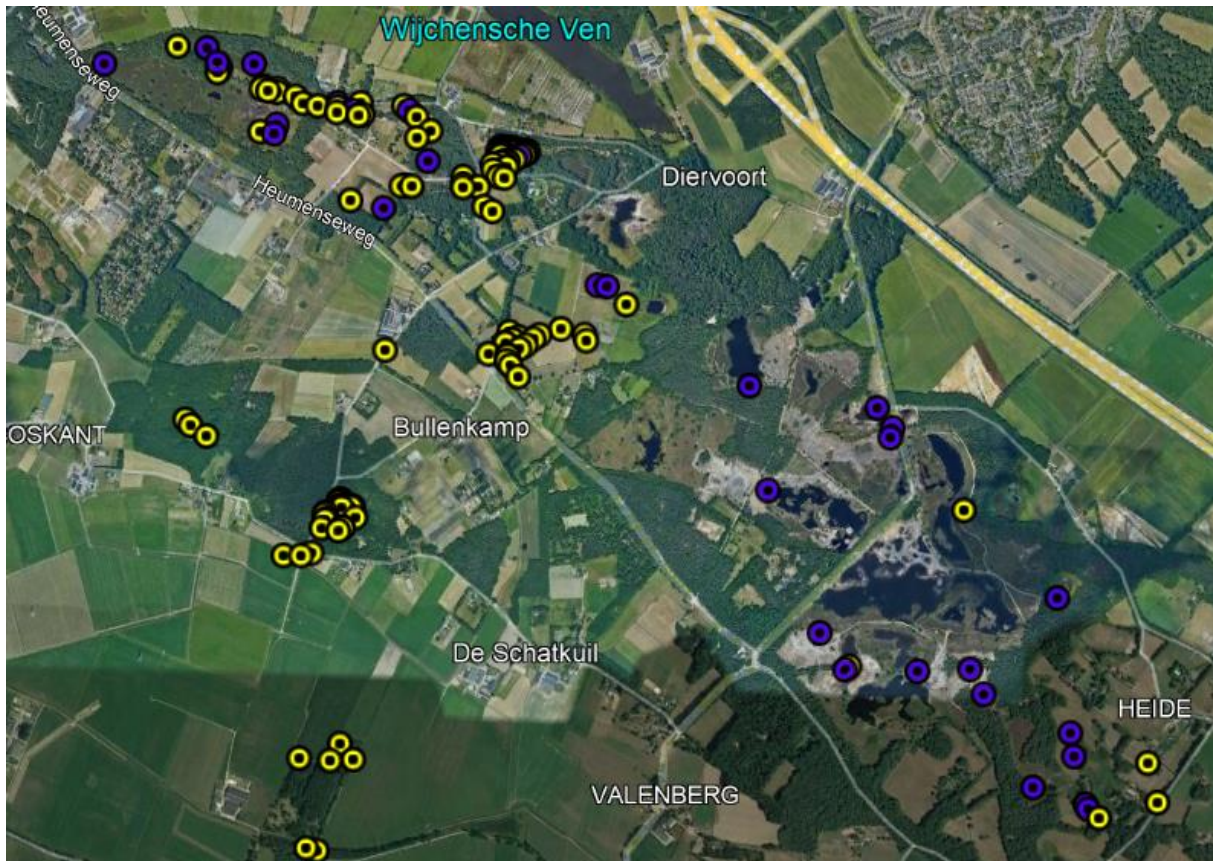 Wijchensche Ven
Heumenseweg
Diervoort
Heumenseweg
Bullenkamp
OSKANT
De Schatkuil
HEIDE
VALENBERG